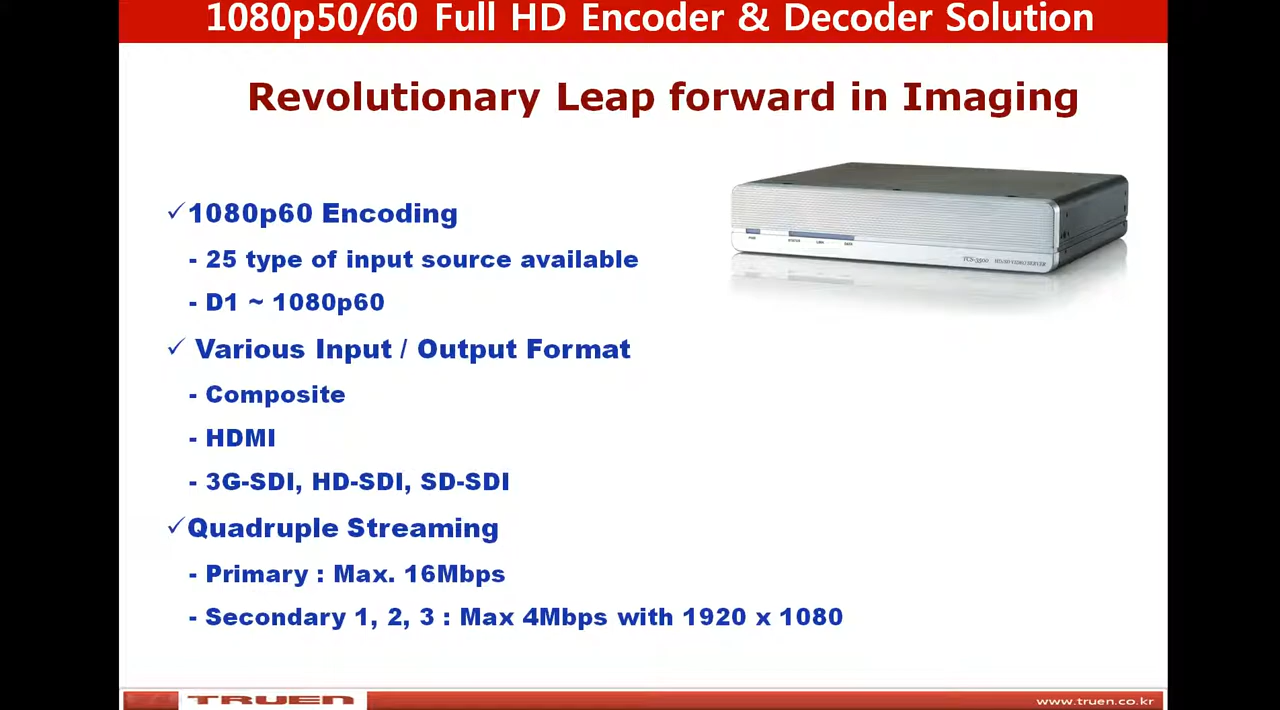 1080p50/60 Full HD Encoder & Decoder Solution
Revolutionary Leap forward in Imaging
✓1080p60 Encoding
- 25 type of input source available
- D1 ~ 1080p60
✓ Various Input / Output Format
- Composite
- HDMI
- 3G-SDI, HD-SDI, SD-SDI
✓Quadruple Streaming
- Primary : Max. 16Mbps
- Secondary 1, 2, 3 : Max 4Mbps with 1920 x 1080
TRUEN
www.truen.co.kr